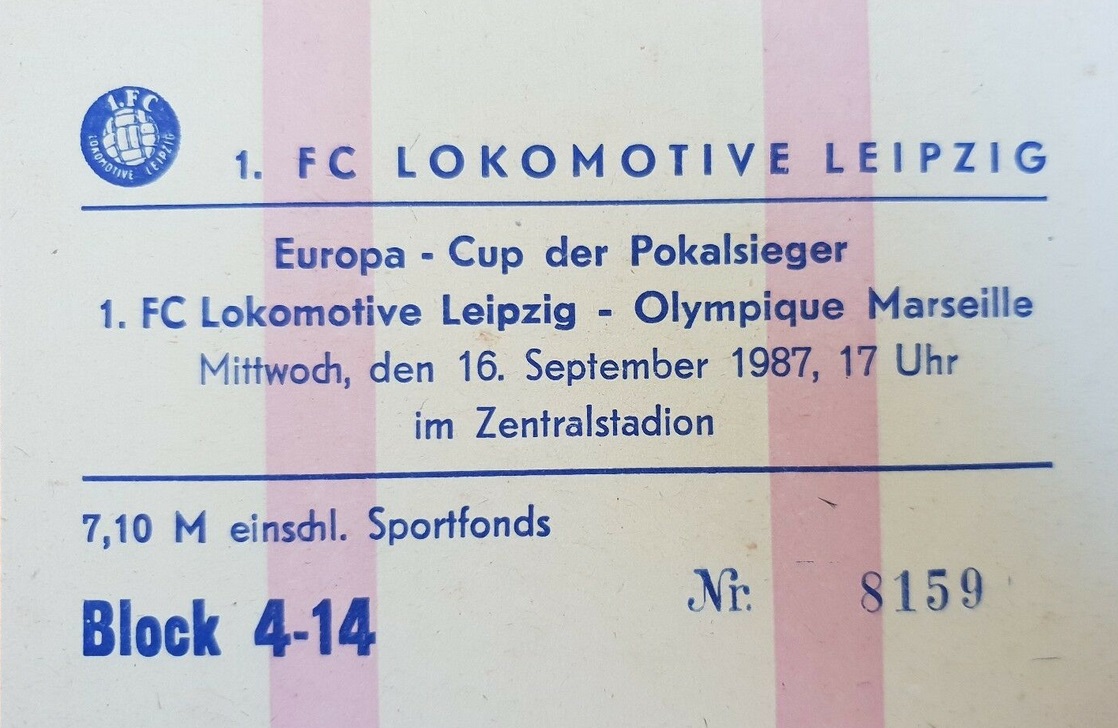 1. FC
LOKOMOTIVE LEIPZIG
1. FC LOKOMOTIVE LEIPZIG
Europa - Cup der Pokalsieger
1. FC Lokomotive Leipzig - Olympique Marseille
Mittwoch, den 16. September 1987, 17 Uhr
im Zentralstadion
7,10 M einschl. Sportfonds
Nr. 8159
Block 4-14